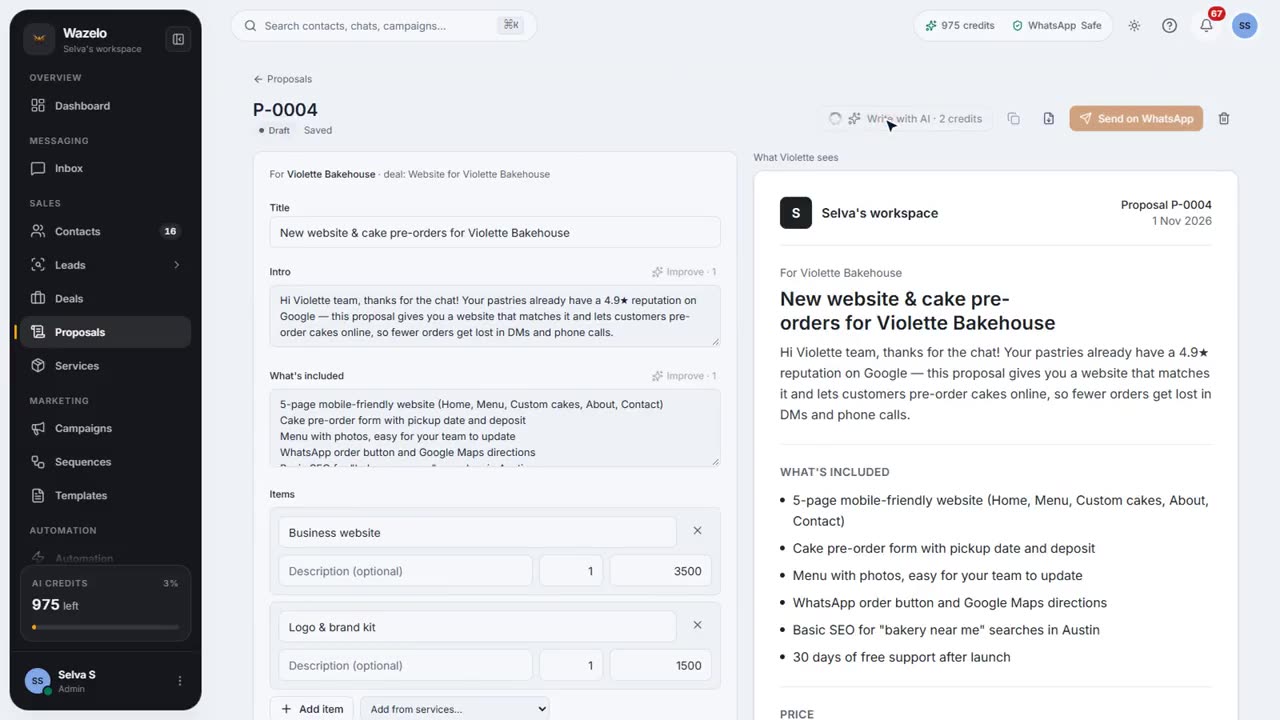 Wazelo
Selva's workspace
OVERVIEW
Dashboard
MESSAGING
Inbox
SALES
Contacts 16
Leads
Deals
Proposals
Services
MARKETING
Campaigns
Sequences
Templates
AUTOMATION
Automation
AI CREDITS 3%
975 left
SS
Selva S
Admin
Search contacts, chats, campaigns... ⌘K
975 credits
WhatsApp Safe
67
SS
← Proposals
P-0004
Draft Saved
Write with AI · 2 credits
Send on WhatsApp
For Violette Bakehouse · deal: Website for Violette Bakehouse
Title
New website & cake pre-orders for Violette Bakehouse
Intro
Improve · 1
Hi Violette team, thanks for the chat! Your pastries already have a 4.9★ reputation on
Google — this proposal gives you a website that matches it and lets customers pre-
order cakes online, so fewer orders get lost in DMs and phone calls.
What's included
Improve · 1
5-page mobile-friendly website (Home, Menu, Custom cakes, About, Contact)
Cake pre-order form with pickup date and deposit
Menu with photos, easy for your team to update
WhatsApp order button and Google Maps directions
Items
Business website
Description (optional) 1 3500
Logo & brand kit
Description (optional) 1 1500
+ Add item
Add from services...
What Violette sees
S
Selva's workspace
Proposal P-0004
1 Nov 2026
For Violette Bakehouse
New website & cake pre-
orders for Violette Bakehouse
Hi Violette team, thanks for the chat! Your pastries already have a 4.9★
reputation on Google — this proposal gives you a website that matches
it and lets customers pre-order cakes online, so fewer orders get lost in
DMs and phone calls.
WHAT'S INCLUDED
• 5-page mobile-friendly website (Home, Menu, Custom cakes, About,
Contact)
• Cake pre-order form with pickup date and deposit
• Menu with photos, easy for your team to update
• WhatsApp order button and Google Maps directions
• Basic SEO for "bakery near me" searches in Austin
• 30 days of free support after launch
PRICE